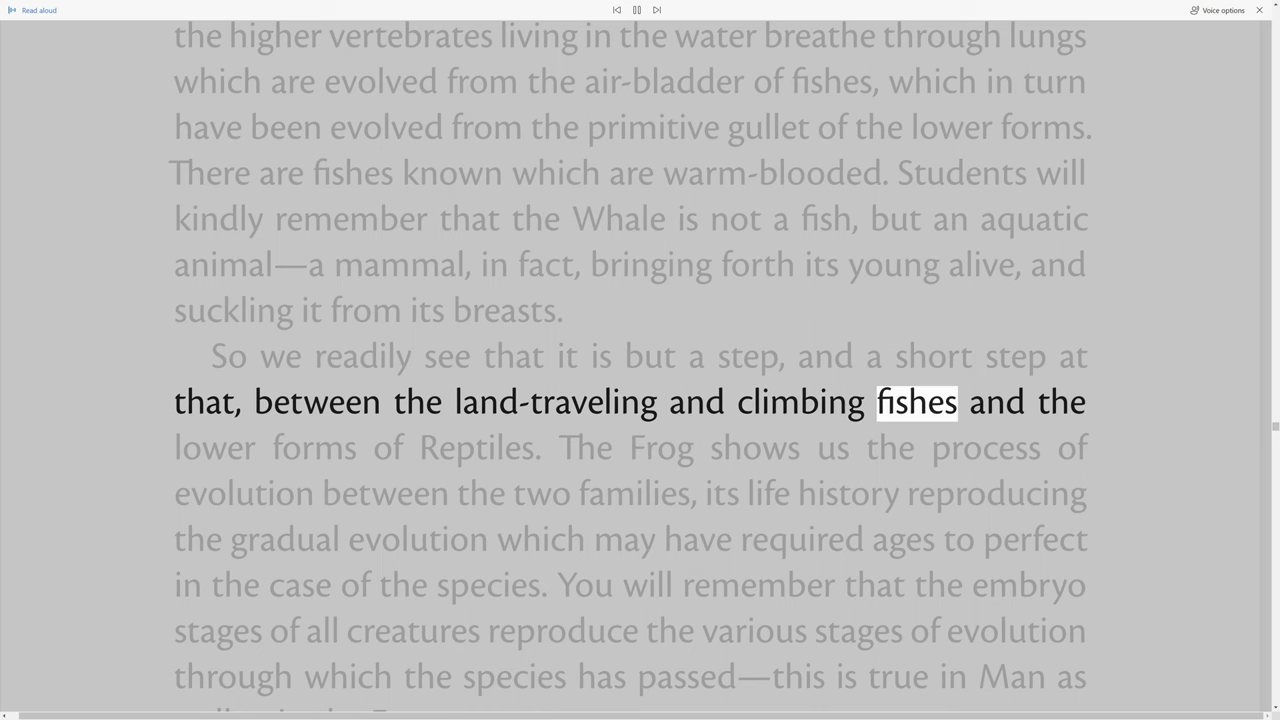 Read aloud
Voice options
the higher vertebrates living in the water breathe through lungs
which are evolved from the air-bladder of fishes, which in turn
have been evolved from the primitive gullet of the lower forms.
There are fishes known which are warm-blooded. Students will
kindly remember that the Whale is not a fish, but an aquatic
animal—a mammal, in fact, bringing forth its young alive, and
suckling it from its breasts.
So we readily see that it is but a step, and a short step at
that, between the land-traveling and climbing fishes and the
lower forms of Reptiles. The Frog shows us the process of
evolution between the two families, its life history reproducing
the gradual evolution which may have required ages to perfect
in the case of the species. You will remember that the embryo
stages of all creatures reproduce the various stages of evolution
through which the species has passed—this is true in Man as